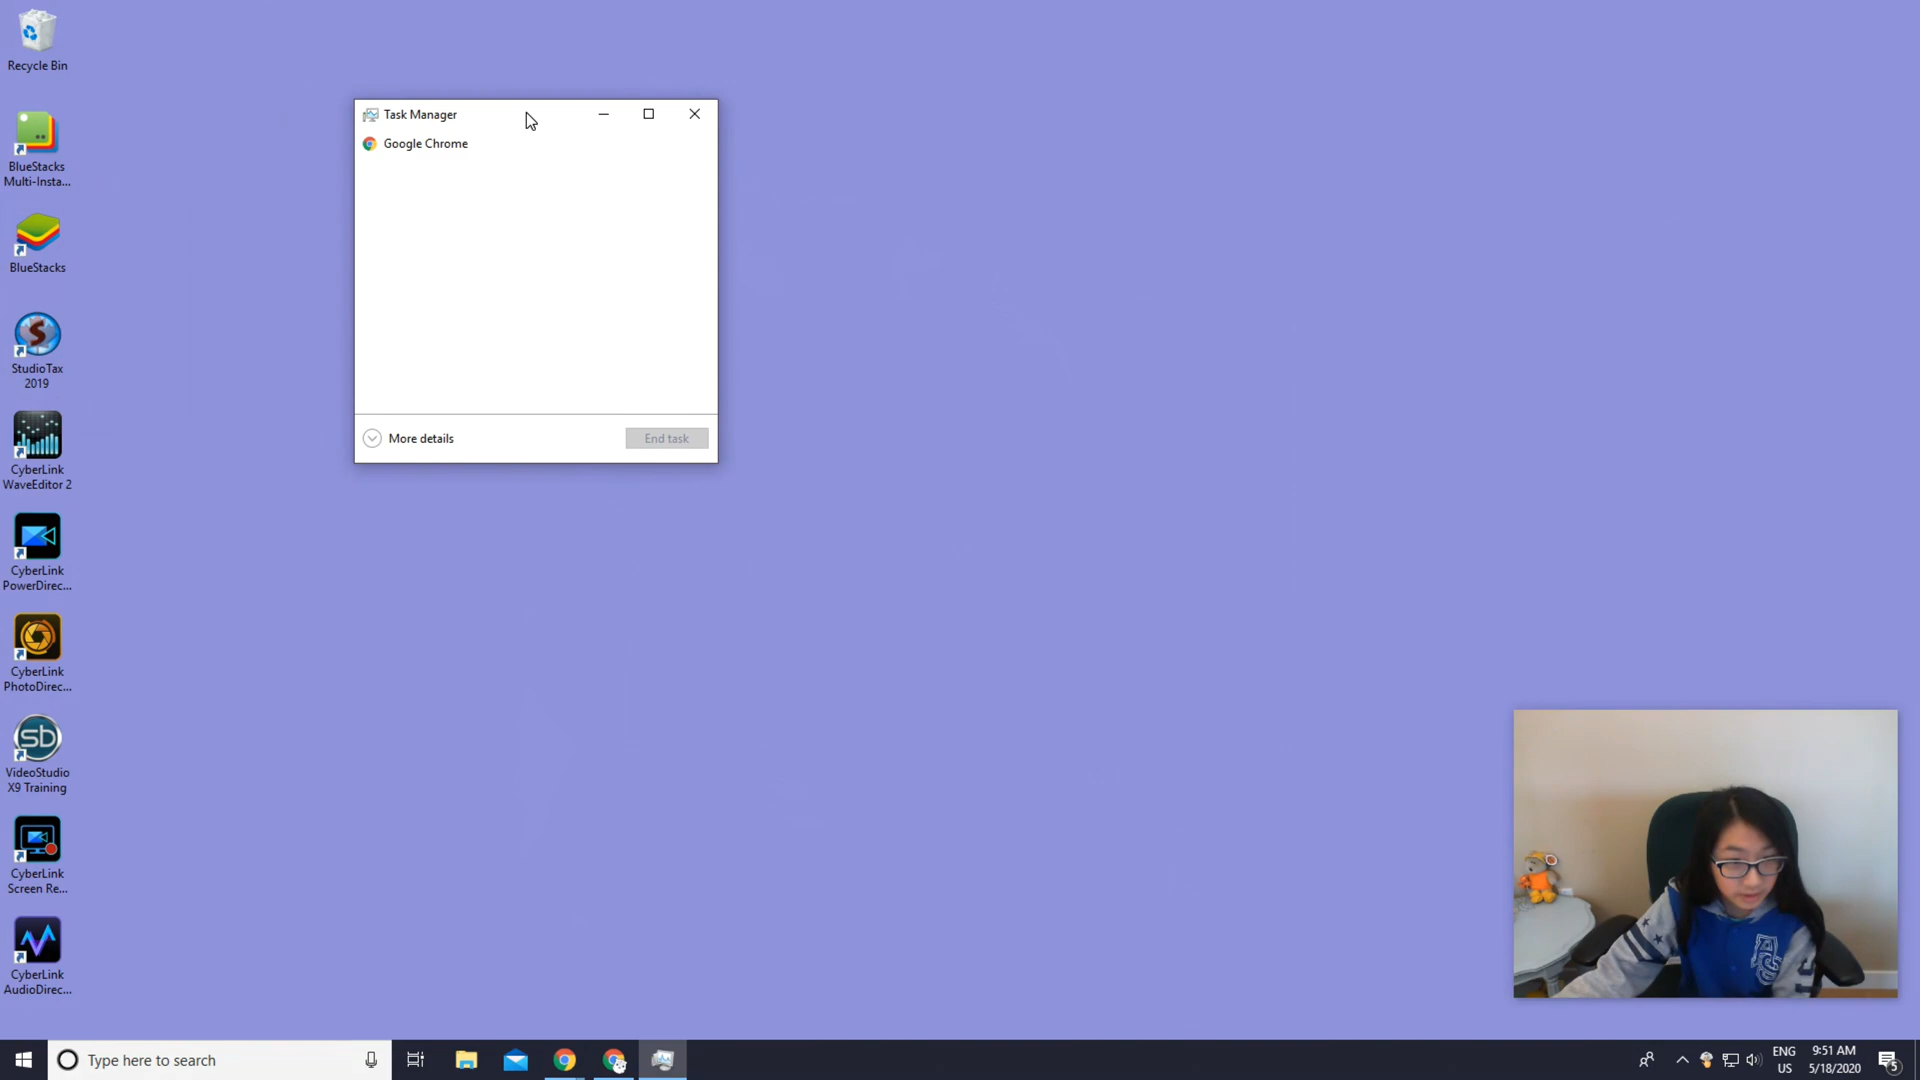 Recycle Bin
BlueStacks
Multi-Insta...
BlueStacks
StudioTax
2019
CyberLink
WaveEditor 2
CyberLink
PowerDirec...
CyberLink
PhotoDirec...
sb
VideoStudio
X9 Training
CyberLink
Screen Re...
CyberLink
AudioDirec...
Task Manager
Google Chrome
More details
End task
Type here to search
ENG
US
9:51 AM
5/18/2020
5